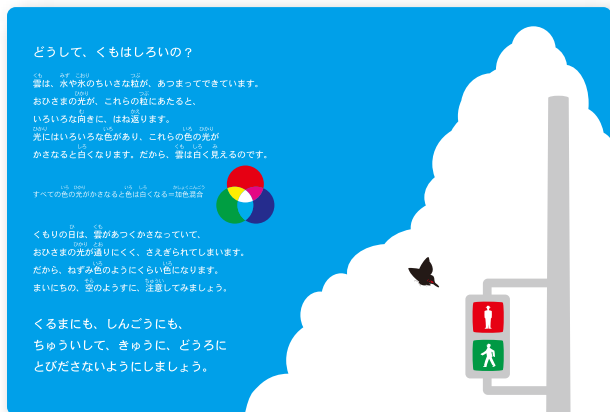 どうして、くもはしろいの？
雲は、水や氷のちいさな粒が、あつまってできています。
おひさまの光が、これらの粒にあたると、
いろいろな向きに、はね返ります。
光にはいろいろな色があり、これらの色の光が
かさなると白くなります。だから、雲は白く見えるのです。
すべての色の光がかさなると色は白くなる＝加色混合
くもりの日は、雲があつくかさなっていて、
おひさまの光が通りにくく、さえぎられてしまいます。
だから、ねずみ色のようにくらい色になります。
まいにちの、空のようすに、注意してみましょう。
くるまにも、しんごうにも、
ちゅういして、きゅうに、どうろに
とびださないようにしましょう。